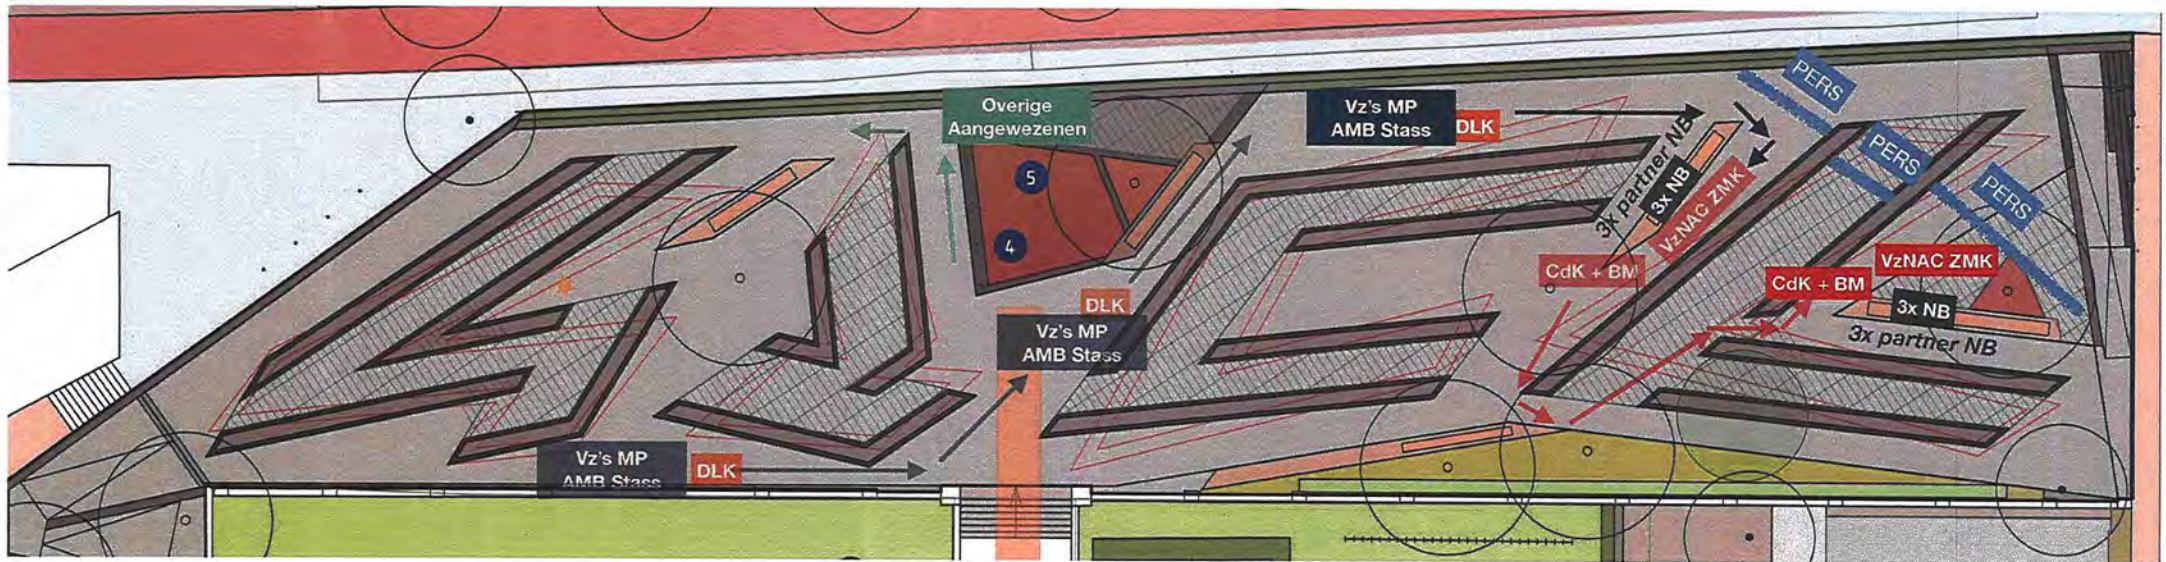 PERS
Overige
Aangewezenen
Vz's MP
AMB Stass
DLK
3x partner NB
3x NB
VzNAC ZMK
PERS
PERS
5
4
CdK + BM
VzNAC ZMK
CdK + BM
3x NB
3x partner NB
DLK
Vz's MP
AMB Stass
Vz's MP
AMB Stass
DLK